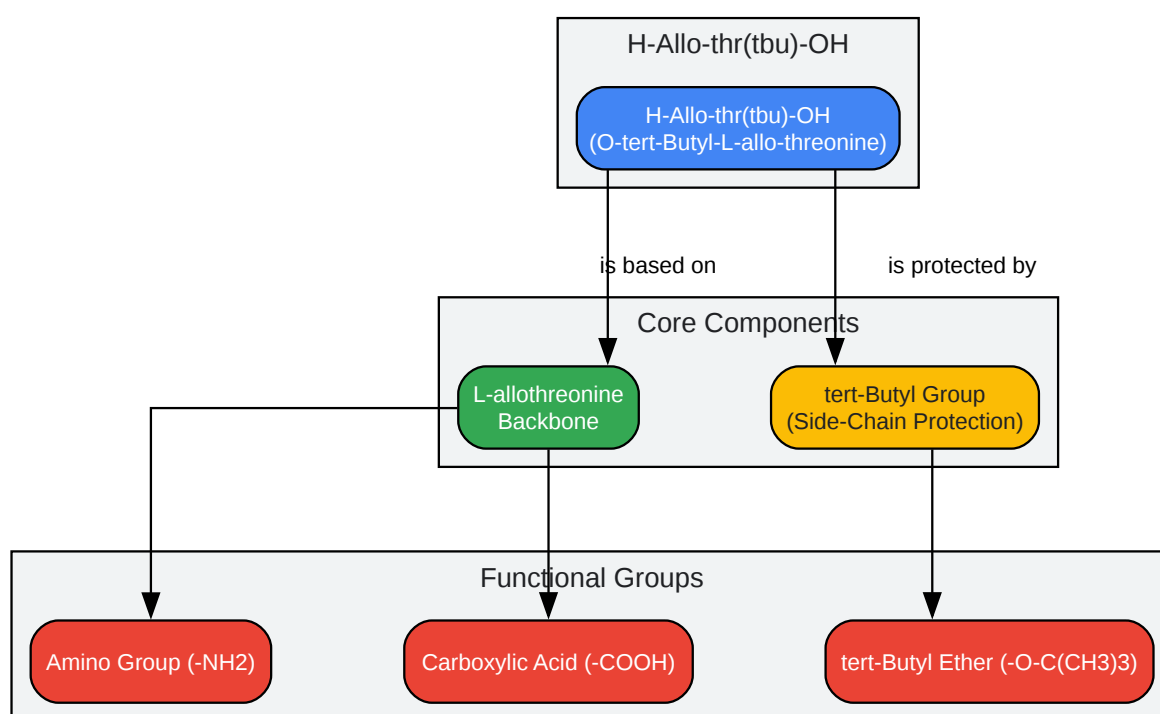 H-Allo-thr(tbu)-OH
H-Allo-thr(tbu)-OH
(O-tert-Butyl-L-allo-threonine)
is based on
is protected by
Core Components
L-allothreonine
Backbone
tert-Butyl Group
(Side-Chain Protection)
Functional Groups
Amino Group (-NH2)
Carboxylic Acid (-COOH)
tert-Butyl Ether (-O-C(CH3)3)